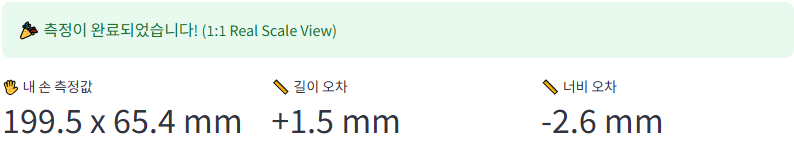 측정이 완료되었습니다! (1:1 Real Scale View)
내 손 측정값
199.5 x 65.4 mm
길이 오차
+1.5 mm
너비 오차
-2.6 mm